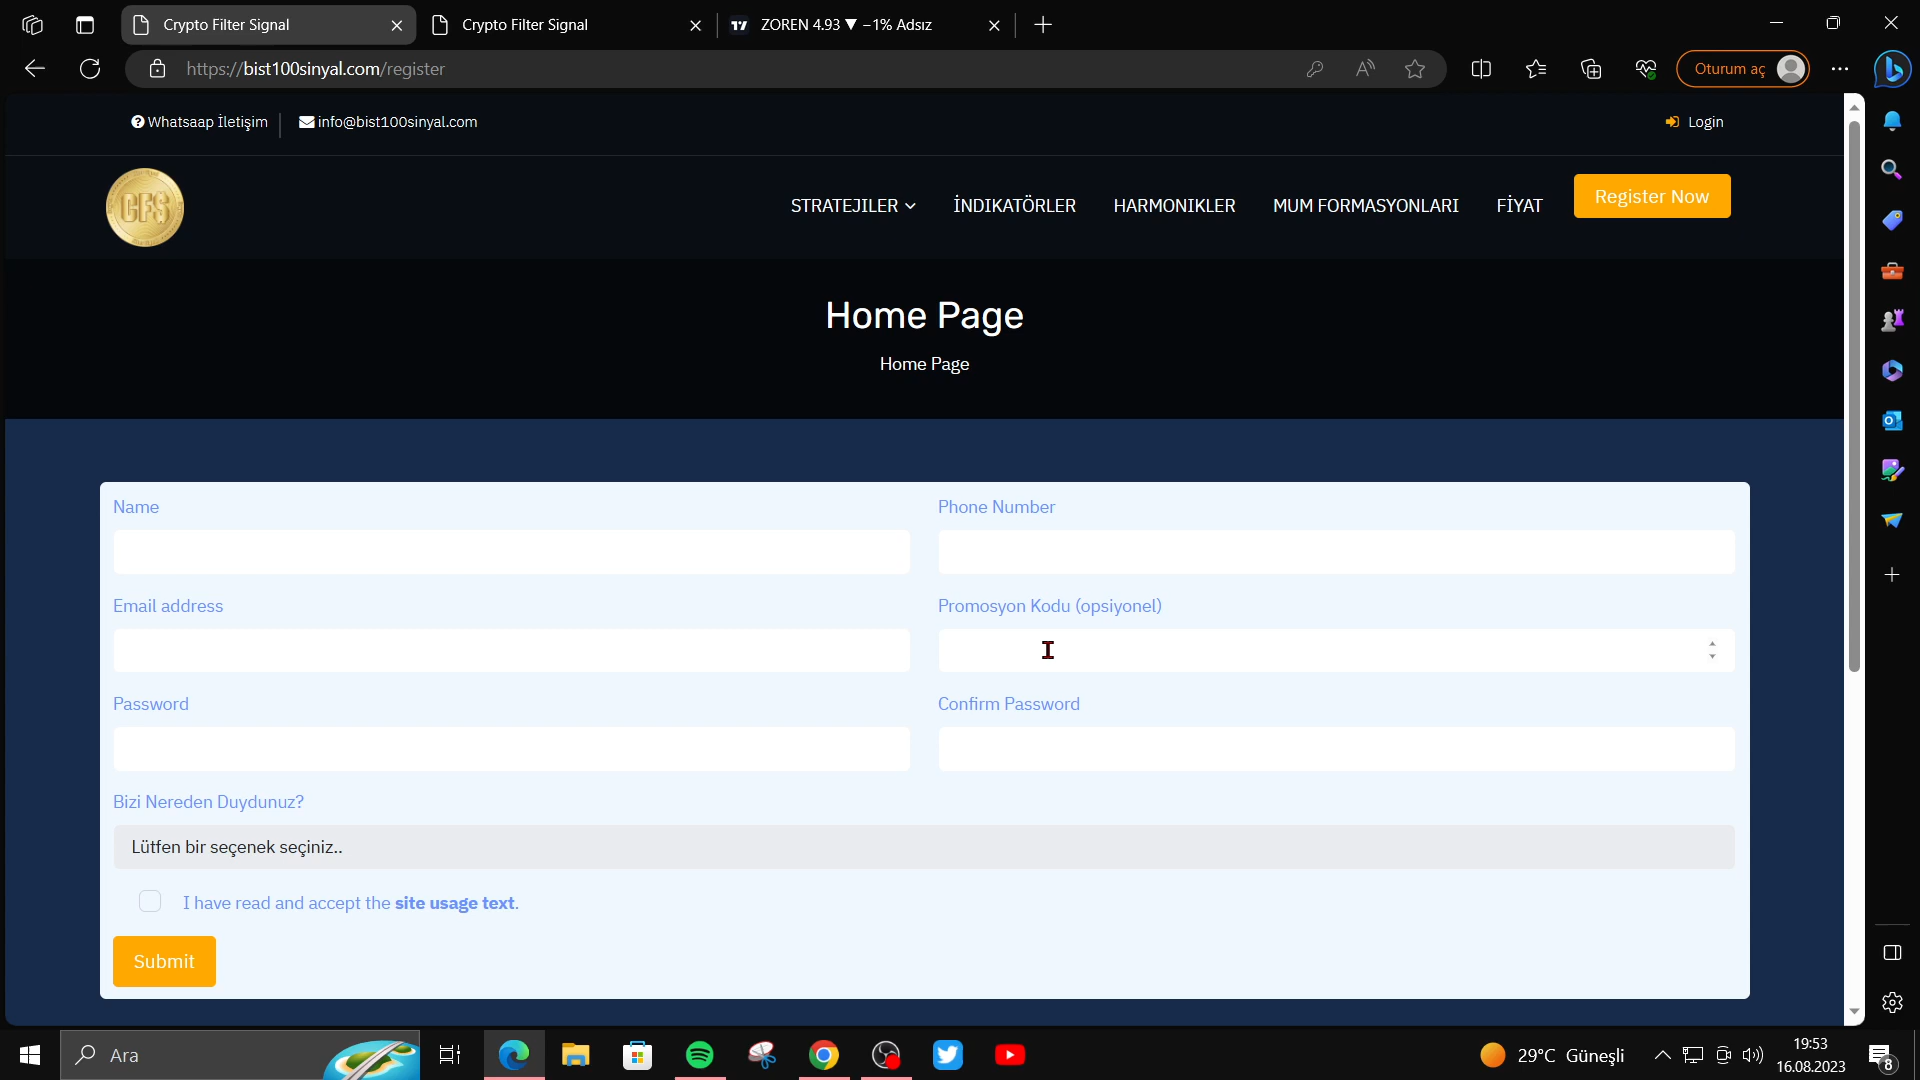 Crypto Filter Signal
Crypto Filter Signal
ZOREN 4.93 ▼ −1% Adsız
https://bist100sinyal.com/register
Oturum aç
Whatsaap İletişim
info@bist100sinyal.com
Login
CFS
STRATEJILER
İNDIKATÖRLER
HARMONIKLER
MUM FORMASYONLARI
FİYAT
Register Now
Home Page
Home Page
Name
Phone Number
Email address
Promosyon Kodu (opsiyonel)
Password
Confirm Password
Bizi Nereden Duydunuz?
Lütfen bir seçenek seçiniz..
I have read and accept the site usage text.
Submit
Ara
29°C Güneşli
19:53
16.08.2023
8